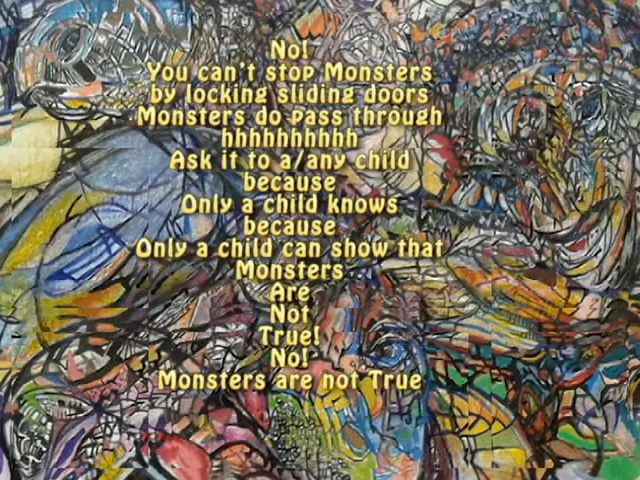 No!
You can't stop Monsters
by locking sliding doors
Monsters do pass through
hhhhhhhhhh
Ask it to a/any child
because
Only a child knows
because
Only a child can show that
Monsters
Are
Not
True!
No!
Monsters are not True